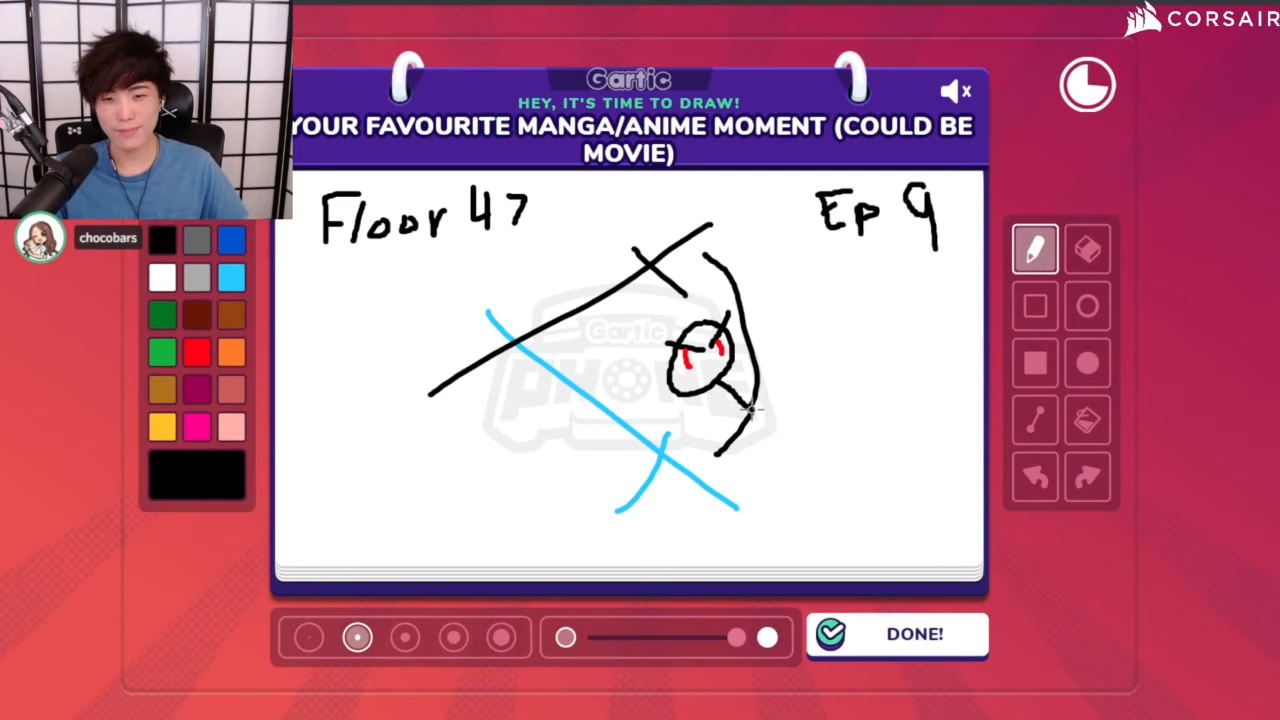 CORSAIR
Gartic
HEY, IT'S TIME TO DRAW!
YOUR FAVOURITE MANGA/ANIME MOMENT (COULD BE
MOVIE)
Floor 47
Ep 9
chocobars
Gartic
PHONE
DONE!